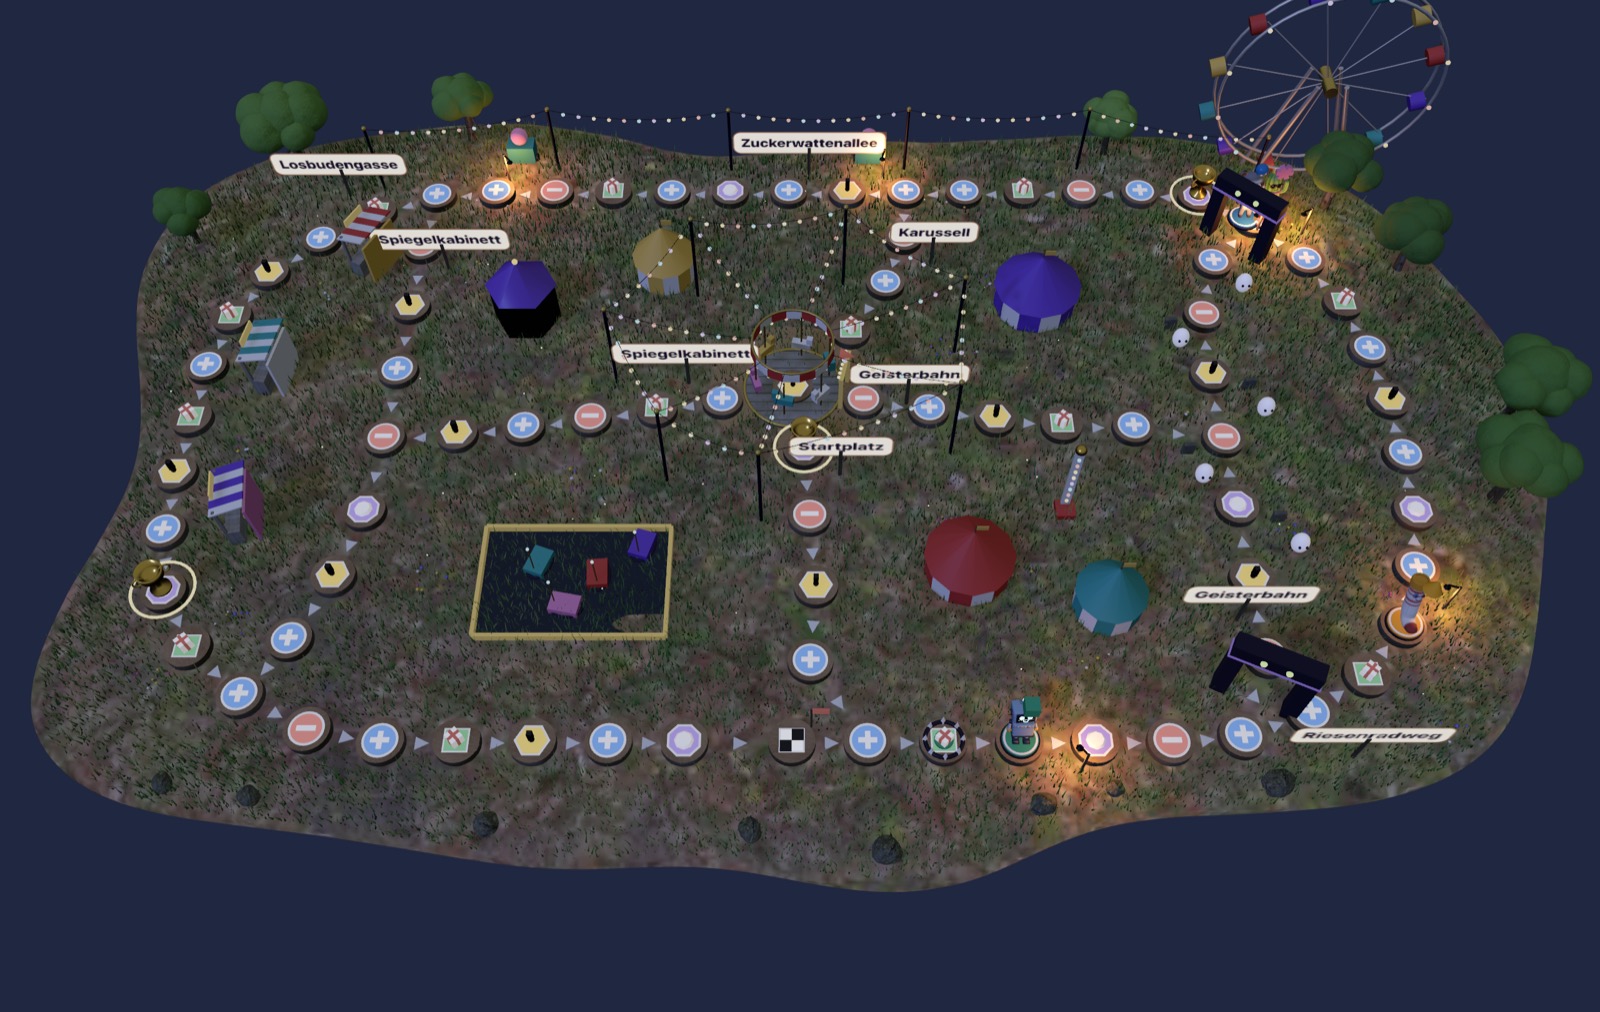 Zuckerwattenallee
Losbudengasse
Karussell
Spiegelkabinett
Spiegelkabinett
Geisterbahn
Startplatz
Geisterbahn
Riesenradweg